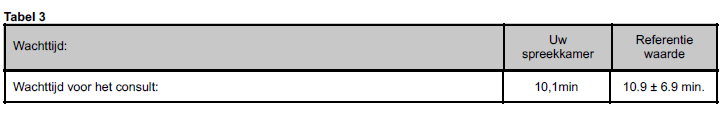 Tabel 3
Wachttijd: Uw spreekkamer Referentie waarde
Wachttijd voor het consult: 10,1min 10.9 ± 6.9 min.